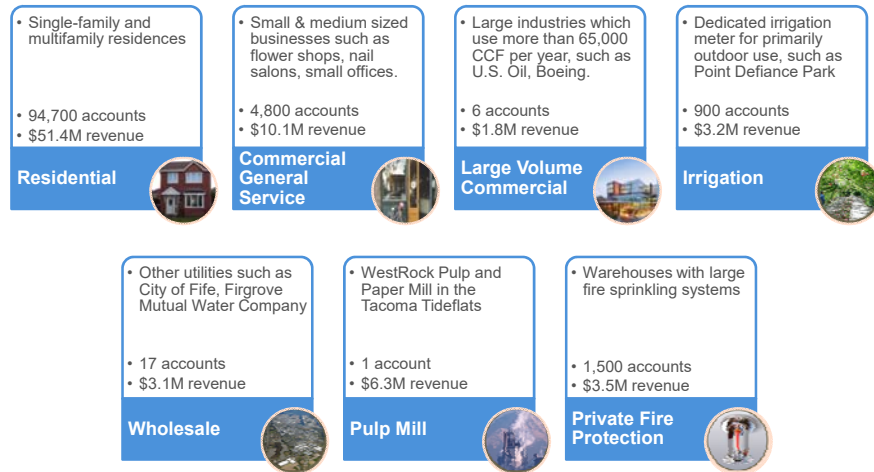 • Single-family and
multifamily residences
• 94,700 accounts
• $51.4M revenue
Residential
• Small & medium sized
businesses such as
flower shops, nail
salons, small offices.
• 4,800 accounts
• $10.1M revenue
Commercial
General
Service
• Large industries which
use more than 65,000
CCF per year, such as
U.S. Oil, Boeing.
• 6 accounts
• $1.8M revenue
Large Volume
Commercial
• Dedicated irrigation
meter for primarily
outdoor use, such as
Point Defiance Park
• 900 accounts
• $3.2M revenue
Irrigation
• Other utilities such as
City of Fife, Firgrove
Mutual Water Company
• 17 accounts
• $3.1M revenue
Wholesale
• WestRock Pulp and
Paper Mill in the
Tacoma Tideflats
• 1 account
• $6.3M revenue
Pulp Mill
• Warehouses with large
fire sprinkling systems
• 1,500 accounts
• $3.5M revenue
Private Fire
Protection